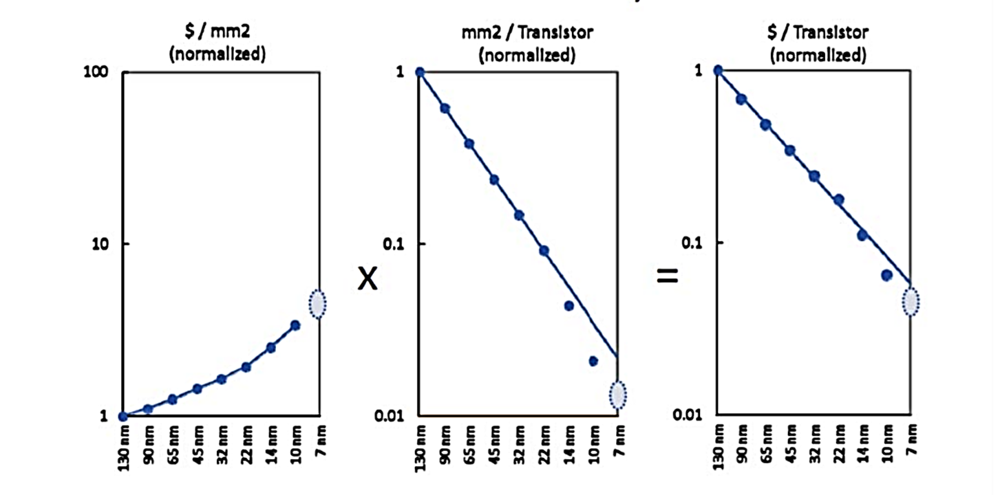 $ / mm2
(normalized)
100
10
1
130 nm
90 nm
65 nm
45 nm
32 nm
22 nm
14 nm
10 nm
7 nm
X
mm2 / Transistor
(normalized)
1
0.1
0.01
130 nm
90 nm
65 nm
45 nm
32 nm
22 nm
14 nm
10 nm
7 nm
=
$ / Transistor
(normalized)
1
0.1
0.01
130 nm
90 nm
65 nm
45 nm
32 nm
22 nm
14 nm
10 nm
7 nm